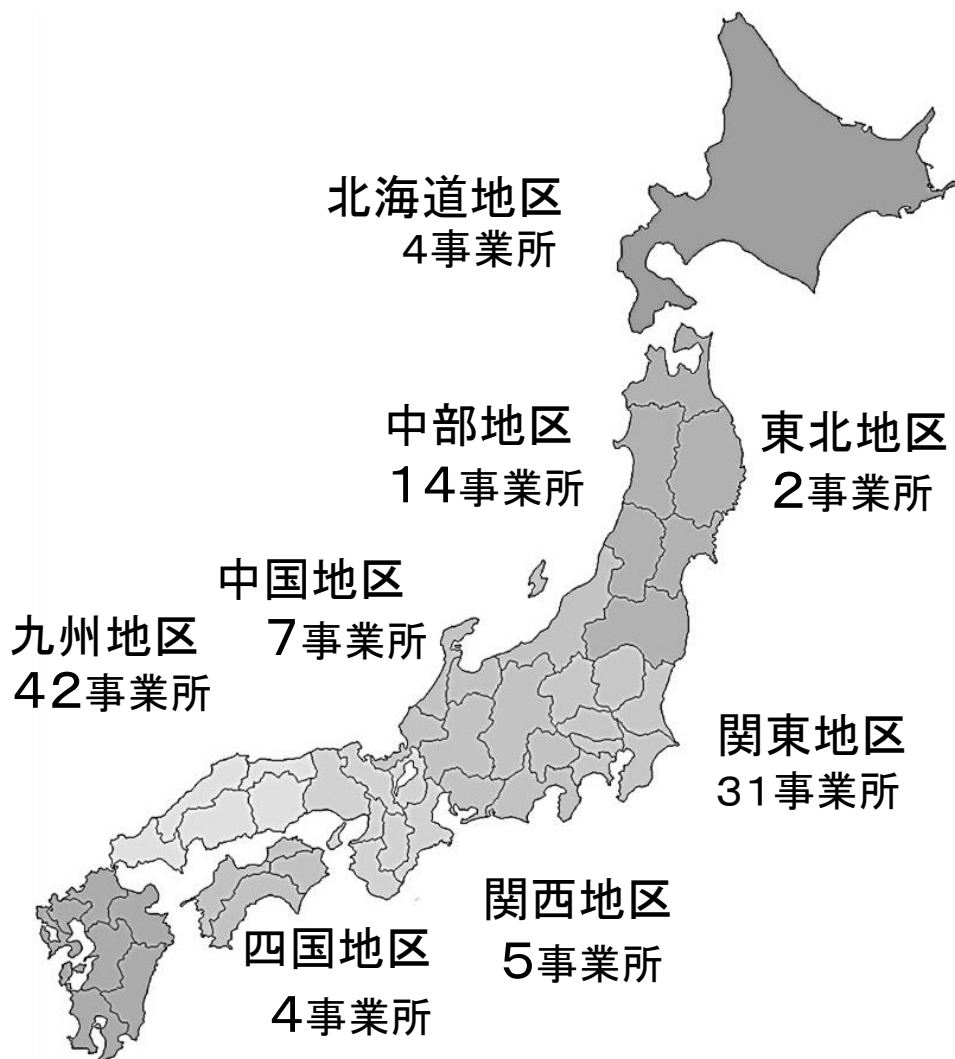 北海道地区
4事業所
中部地区
14事業所
東北地区
2事業所
中国地区
7事業所
九州地区
42事業所
関東地区
31事業所
関西地区
5事業所
四国地区
4事業所